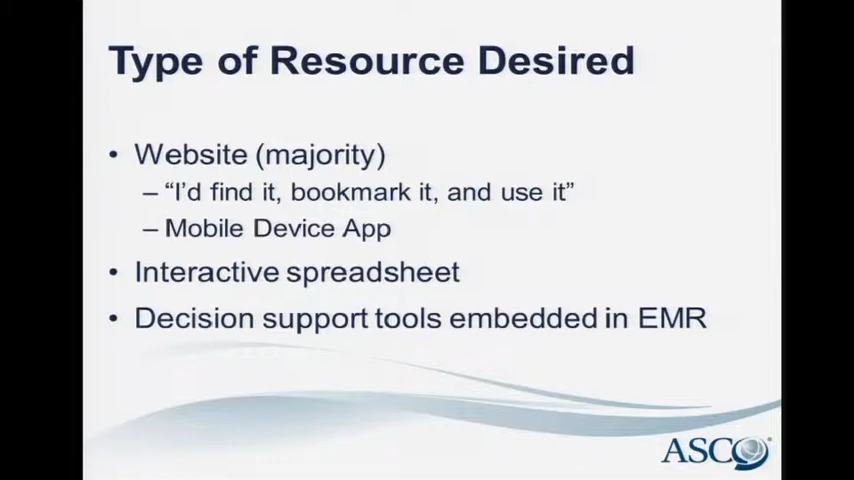 Type of Resource Desired
• Website (majority)
– “I’d find it, bookmark it, and use it”
– Mobile Device App
• Interactive spreadsheet
• Decision support tools embedded in EMR
ASCO®